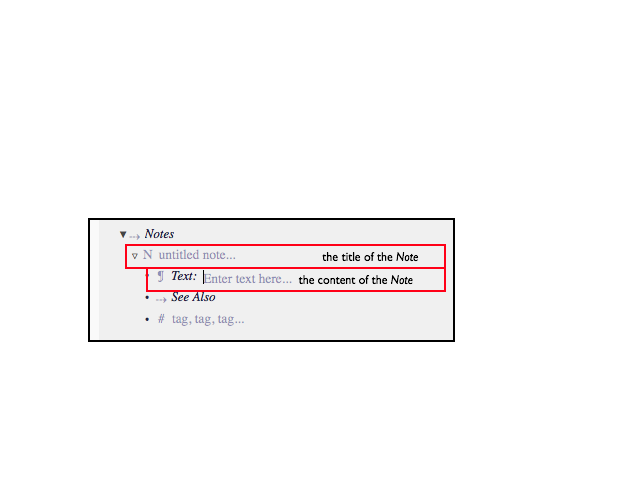 Notes
N untitled note... the title of the Note
¶ Text: Enter text here... the content of the Note
See Also
# tag, tag, tag...